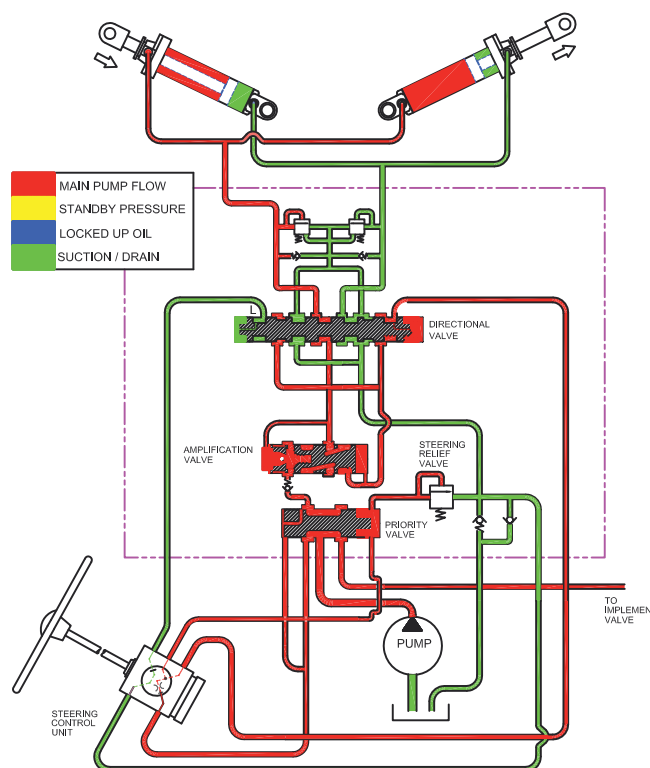 MAIN PUMP FLOW
STANDBY PRESSURE
LOCKED UP OIL
SUCTION / DRAIN
L
DIRECTIONAL
VALVE
AMPLIFICATION
VALVE
STEERING
RELIEF
VALVE
PRIORITY
VALVE
TO
IMPLEMEN
VALVE
PUMP
STEERING
CONTROL
UNIT